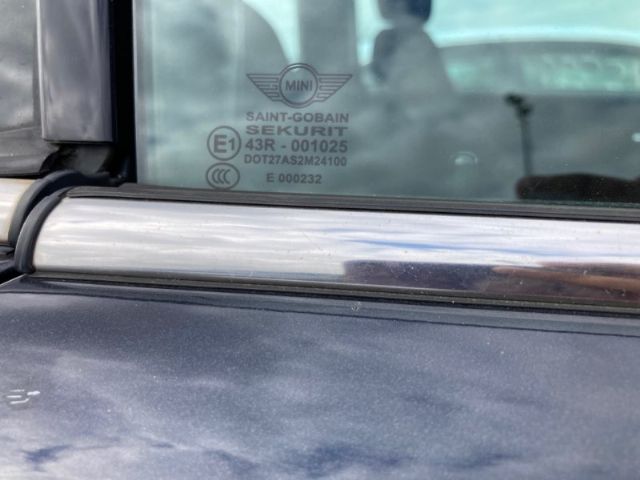 MINI
SAINT-GOBAIN
SEKURIT
E1 43R - 001025
DOT27AS2M24100
CCC E 000232